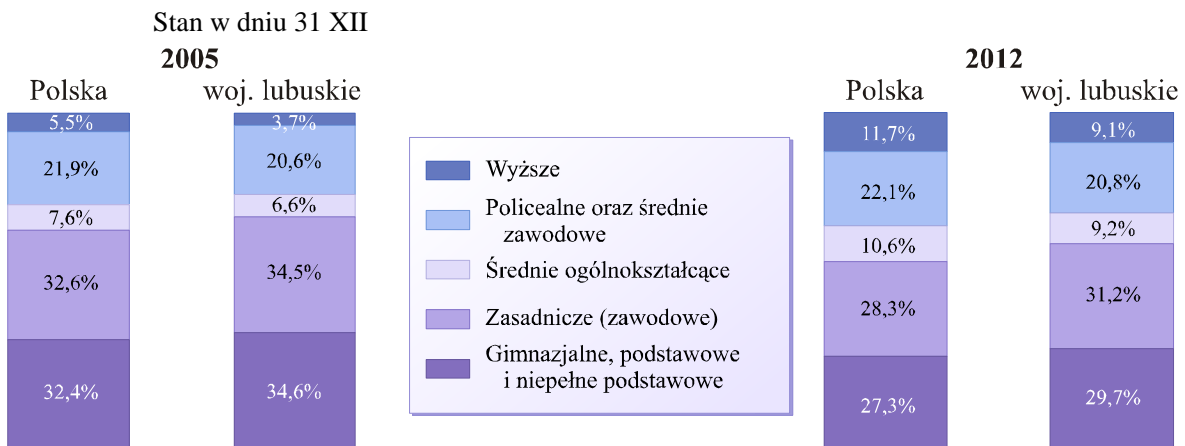 Stan w dniu 31 XII
2005
Polska
woj. lubuskie
5,5%
21,9%
7,6%
32,6%
32,4%
3,7%
20,6%
6,6%
34,5%
34,6%
Wyższe
Policealne oraz średnie
zawodowe
Średnie ogólnokształcące
Zasadnicze (zawodowe)
Gimnazjalne, podstawowe
i niepełne podstawowe
2012
Polska
woj. lubuskie
11,7%
22,1%
10,6%
28,3%
27,3%
9,1%
20,8%
9,2%
31,2%
29,7%